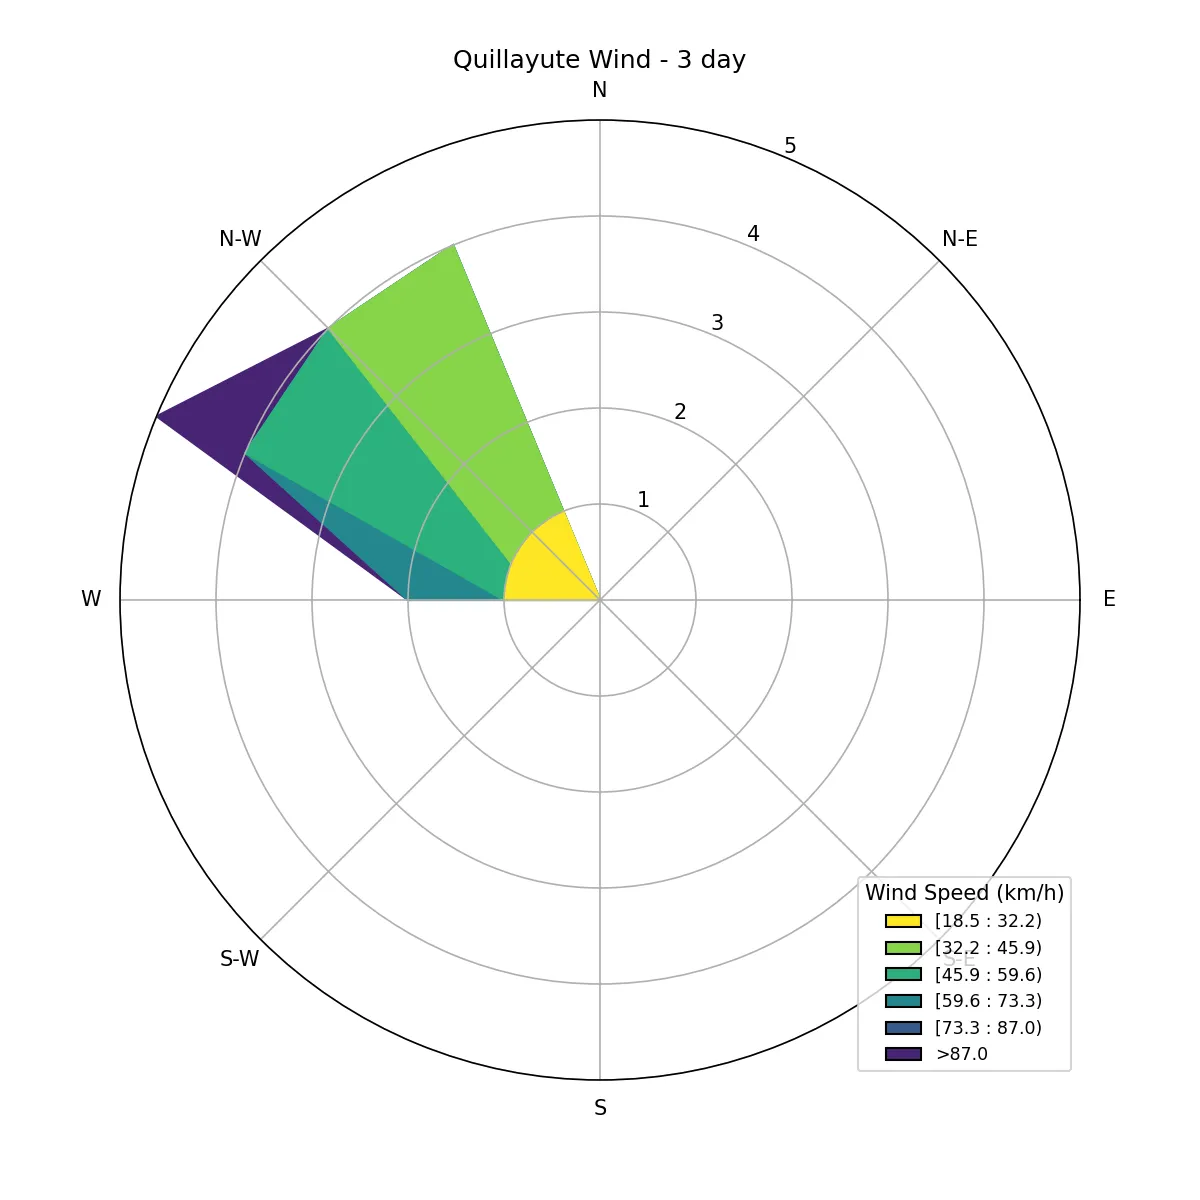 Quillayute Wind - 3 day
N
5
N-W
4
N-E
3
2
1
W
E
Wind Speed (km/h)
[18.5 : 32.2)
[32.2 : 45.9)
S-W
S-E
[45.9 : 59.6)
[59.6 : 73.3)
[73.3 : 87.0)
>87.0
S